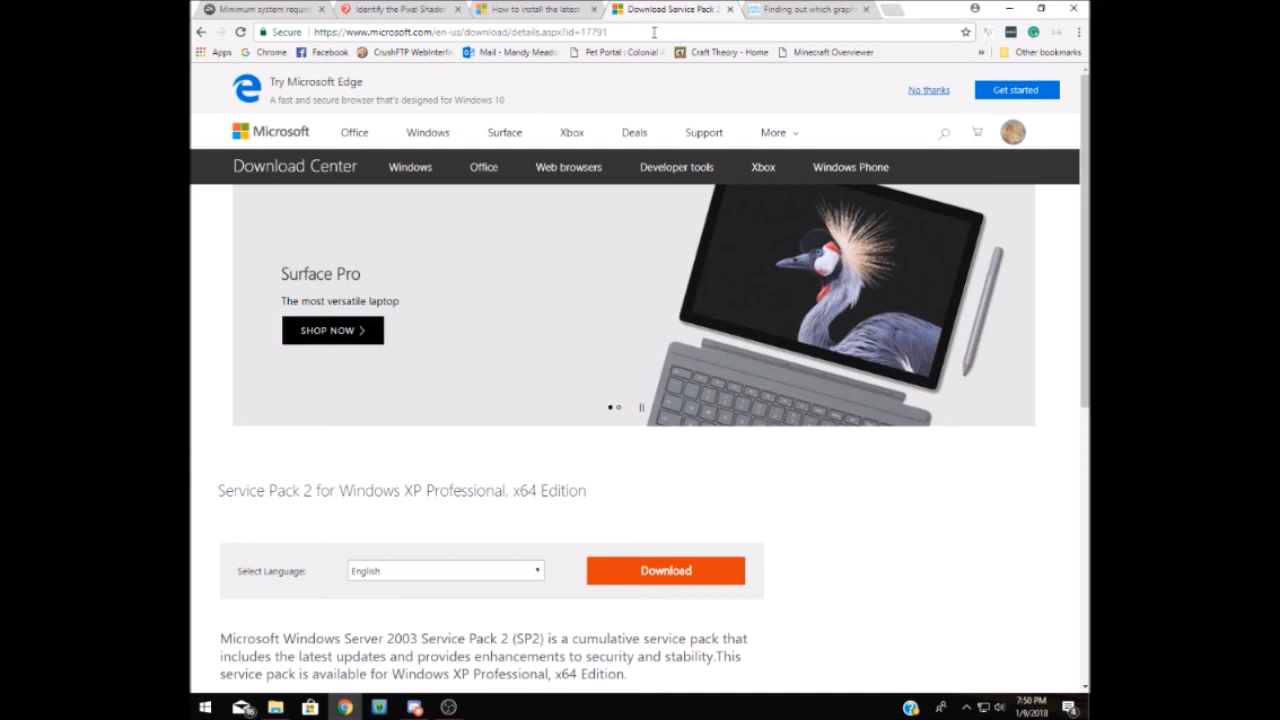 Minimum system requi
Identify the Pixel Shader
How to install the latest
Download Service Pack 2
Finding out which graph
Secure
https://www.microsoft.com/en-us/download/details.aspx?id=17791
Apps
Chrome
Facebook
CrushFTP WebInterfa
Mail - Mandy Meado
Pet Portal : Colonial A
Craft Theory - Home
Minecraft Overviewer
Other bookmarks
Try Microsoft Edge
A fast and secure browser that's designed for Windows 10
No thanks
Get started
Microsoft
Office
Windows
Surface
Xbox
Deals
Support
More
Download Center
Windows
Office
Web browsers
Developer tools
Xbox
Windows Phone
Surface Pro
The most versatile laptop
SHOP NOW
Service Pack 2 for Windows XP Professional, x64 Edition
Select Language:
English
Download
Microsoft Windows Server 2003 Service Pack 2 (SP2) is a cumulative service pack that
includes the latest updates and provides enhancements to security and stability.This
service pack is available for Windows XP Professional, x64 Edition.
7:50 PM
1/9/2018